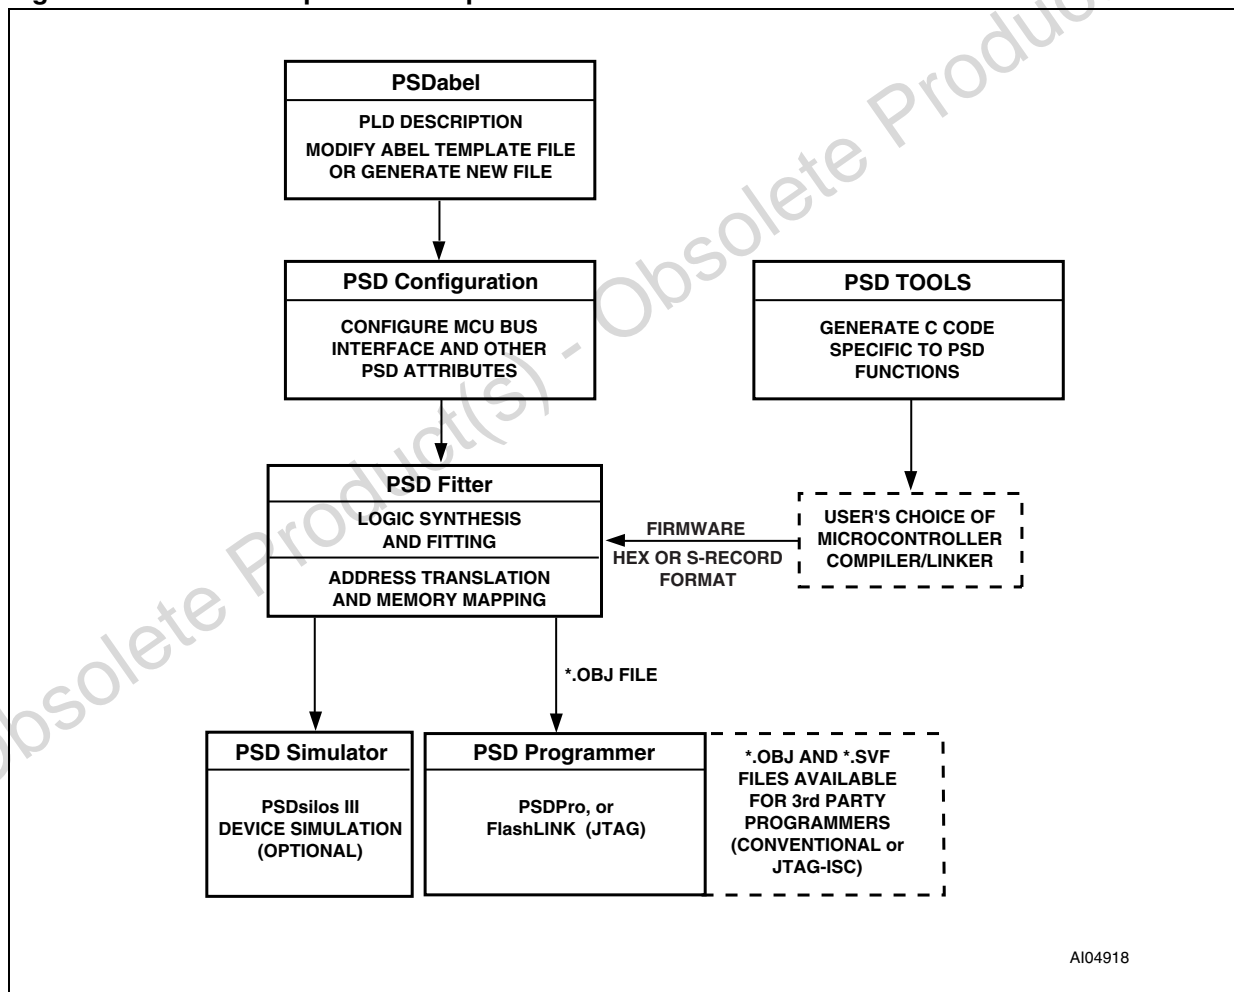 PSDabel
PLD DESCRIPTION
MODIFY ABEL TEMPLATE FILE
OR GENERATE NEW FILE
PSD Configuration
CONFIGURE MCU BUS
INTERFACE AND OTHER
PSD ATTRIBUTES
PSD TOOLS
GENERATE C CODE
SPECIFIC TO PSD
FUNCTIONS
PSD Fitter
LOGIC SYNTHESIS
AND FITTING
ADDRESS TRANSLATION
AND MEMORY MAPPING
FIRMWARE
HEX OR S-RECORD
FORMAT
USER'S CHOICE OF
MICROCONTROLLER
COMPILER/LINKER
*.OBJ FILE
PSD Simulator
PSDsilos III
DEVICE SIMULATION
(OPTIONAL)
PSD Programmer
PSDPro, or
FlashLINK (JTAG)
*.OBJ AND *.SVF
FILES AVAILABLE
FOR 3rd PARTY
PROGRAMMERS
(CONVENTIONAL or
JTAG-ISC)
AI04918
Obsolete Product(s) - Obsolete Produc